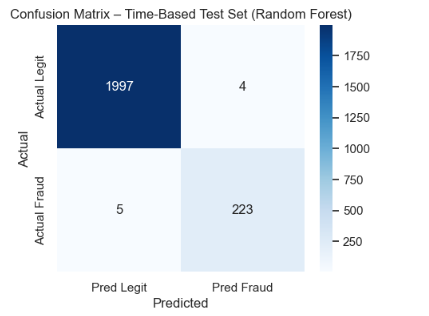 Confusion Matrix – Time-Based Test Set (Random Forest)
Actual
Actual Legit
1997
4
Actual Fraud
5
223
Pred Legit
Pred Fraud
Predicted
1750
1500
1250
1000
750
500
250